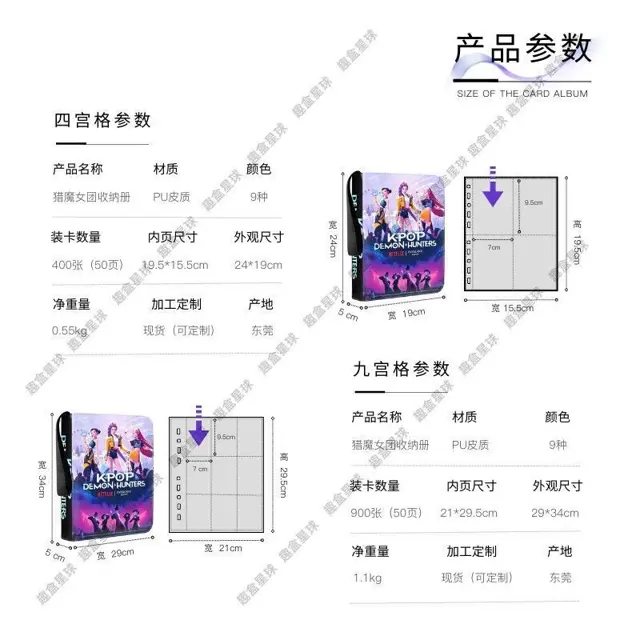 产品参数
SIZE OF THE CARD ALBUM
四宫格参数
产品名称 材质 颜色
猎魔女团收纳册 PU皮质 9种
装卡数量 内页尺寸 外观尺寸
400张（50页） 19.5*15.5cm 24*19cm
净重量 加工定制 产地
0.55kg 现货（可定制） 东莞
宽 24cm
KPOP
DEMON HUNTERS
NETFLIX
5 cm
宽 19cm
9.5cm
7cm
高 19.5cm
宽 15.5cm
九宫格参数
产品名称 材质 颜色
猎魔女团收纳册 PU皮质 9种
装卡数量 内页尺寸 外观尺寸
900张（50页） 21*29.5cm 29*34cm
净重量 加工定制 产地
1.1kg 现货（可定制） 东莞
宽 34cm
KPOP
DEMON HUNTERS
NETFLIX
5 cm
宽 29cm
9.5cm
7 cm
高 29.5cm
宽 21cm
趣盒星球